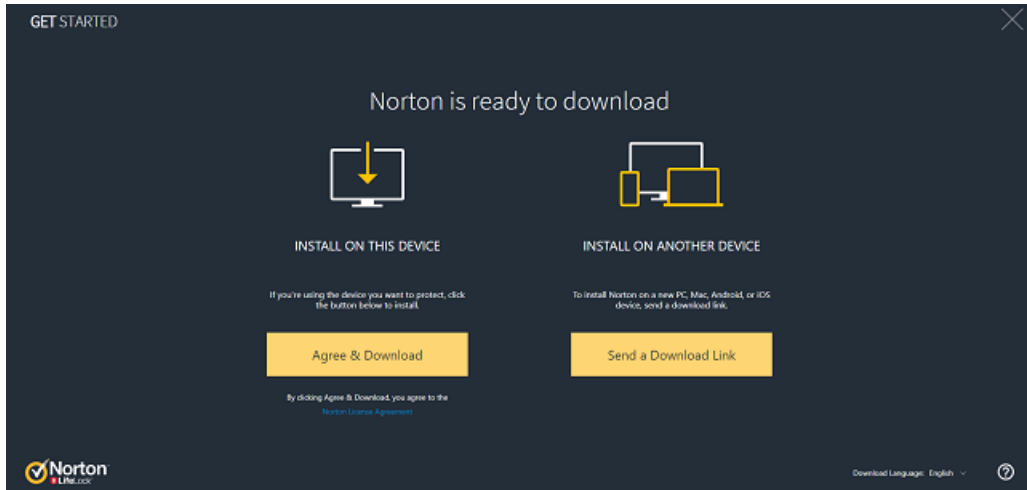 GET STARTED
Norton is ready to download
INSTALL ON THIS DEVICE
If you're using the device you want to protect, click
the button below to install.
Agree & Download
By clicking Agree & Download, you agree to the
Norton License Agreement
INSTALL ON ANOTHER DEVICE
To install Norton on a new PC, Mac, Android, or iOS
device, send a download link.
Send a Download Link
Norton
LifeLock
Download Language: English
?